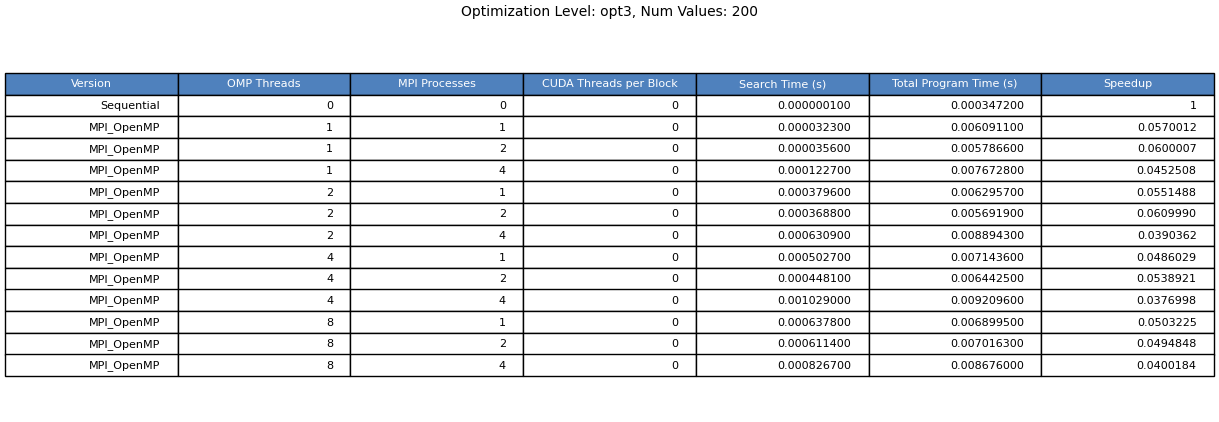 Optimization Level: opt3, Num Values: 200
Version OMP Threads MPI Processes CUDA Threads per Block Search Time (s) Total Program Time (s) Speedup
Sequential 0 0 0 0.000000100 0.000347200 1
MPI_OpenMP 1 1 0 0.000032300 0.006091100 0.0570012
MPI_OpenMP 1 2 0 0.000035600 0.005786600 0.0600007
MPI_OpenMP 1 4 0 0.000122700 0.007672800 0.0452508
MPI_OpenMP 2 1 0 0.000379600 0.006295700 0.0551488
MPI_OpenMP 2 2 0 0.000368800 0.005691900 0.0609990
MPI_OpenMP 2 4 0 0.000630900 0.008894300 0.0390362
MPI_OpenMP 4 1 0 0.000502700 0.007143600 0.0486029
MPI_OpenMP 4 2 0 0.000448100 0.006442500 0.0538921
MPI_OpenMP 4 4 0 0.001029000 0.009209600 0.0376998
MPI_OpenMP 8 1 0 0.000637800 0.006899500 0.0503225
MPI_OpenMP 8 2 0 0.000611400 0.007016300 0.0494848
MPI_OpenMP 8 4 0 0.000826700 0.008676000 0.0400184